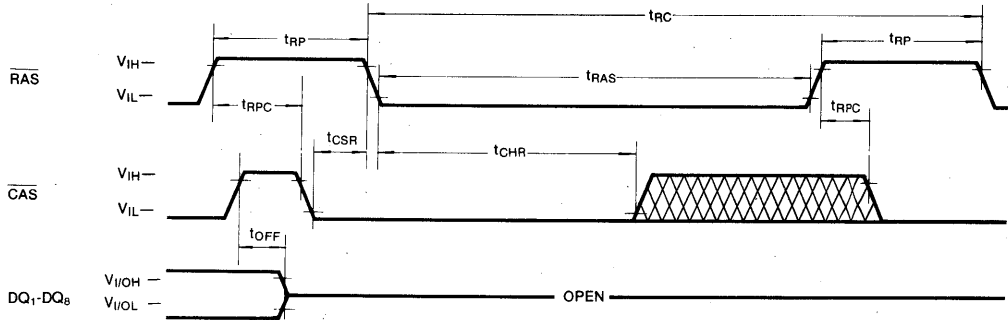 tRC
tRP
tRP
VIH
RAS
tRAS
VIL
tRPC
tRPC
tCSR
tCHR
VIH
CAS
VIL
tOFF
VI/OH
DQ1-DQ8
OPEN
VI/OL